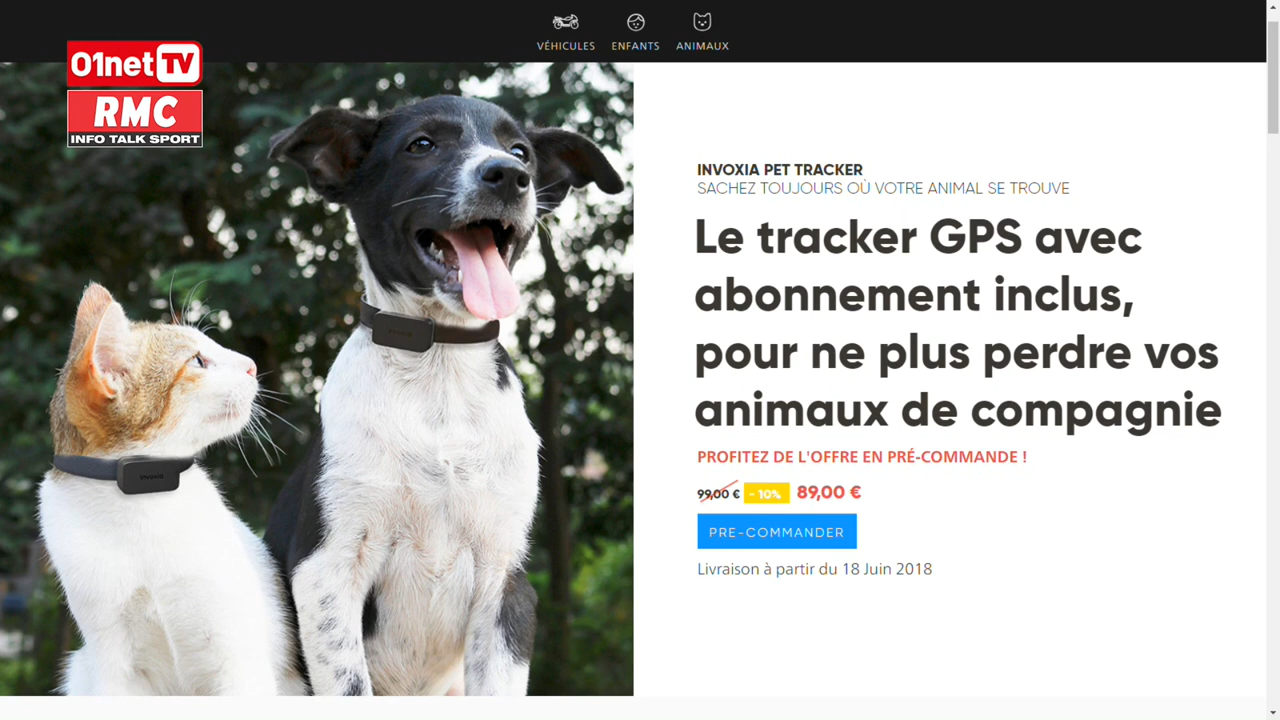 VÉHICULES ENFANTS ANIMAUX
01net TV
RMC
INFO TALK SPORT
INVOXIA PET TRACKER
SACHEZ TOUJOURS OÙ VOTRE ANIMAL SE TROUVE
Le tracker GPS avec
abonnement inclus,
pour ne plus perdre vos
animaux de compagnie
PROFITEZ DE L'OFFRE EN PRÉ-COMMANDE !
99,00 € - 10% 89,00 €
PRE-COMMANDER
Livraison à partir du 18 Juin 2018
invoxia
invoxia